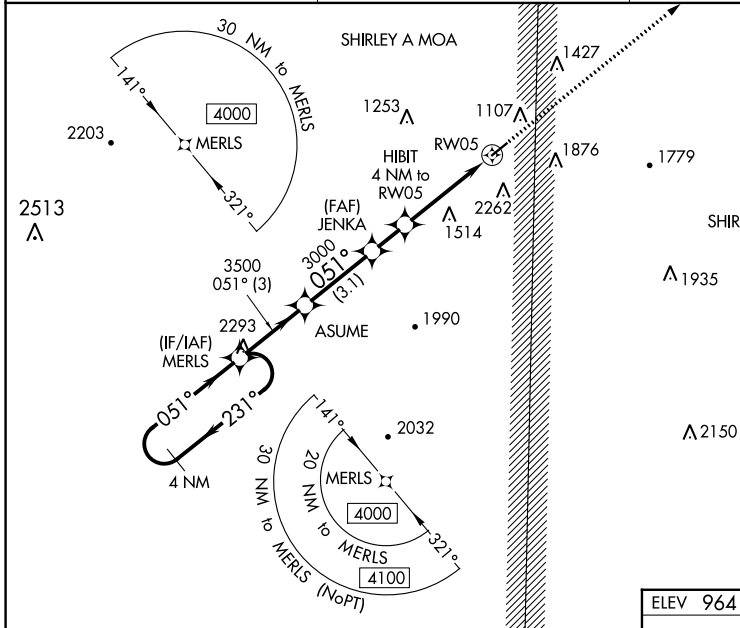 SHIRLEY A MOA
30 NM to MERLS
141°
4000
MERLS
321°
2203
2513
1253
1107
1427
1876
1779
HIBIT
4 NM to
RW05
RW05
2262
1514
(FAF)
JENKA
SHIR
1935
3000
051°
(3.1)
3500
051° (3)
ASUME
1990
2293
(IF/IAF)
MERLS
051°
231°
4 NM
2032
2150
141°
MERLS
4000
20 NM to MERLS
321°
4100
30 NM to MERLS (NoPT)
ELEV 964